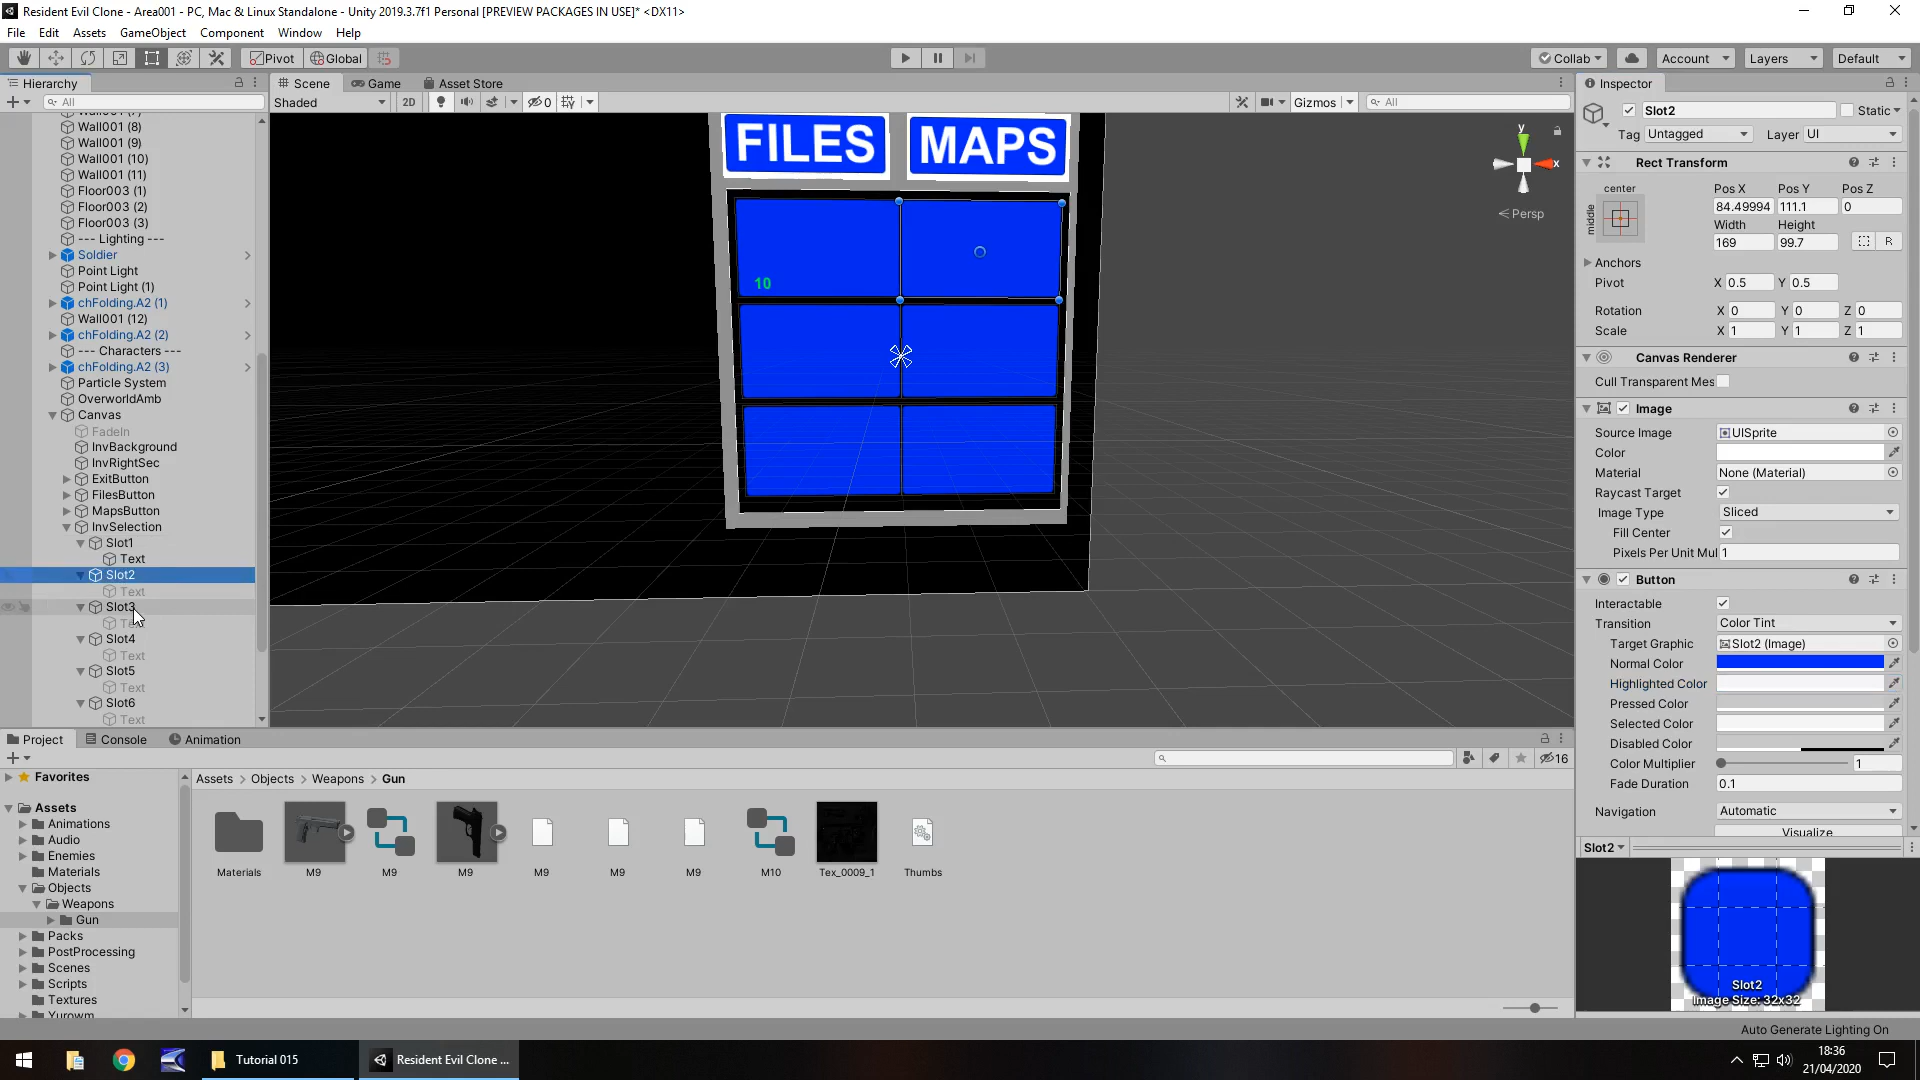 Resident Evil Clone - Area001 - PC, Mac & Linux Standalone - Unity 2019.3.7f1 Personal [PREVIEW PACKAGES IN USE]* <DX11>
File Edit Assets GameObject Component Window Help
Pivot Global Collab Account Layers Default
Hierarchy
All
Wall001 (8)
Wall001 (9)
Wall001 (10)
Wall001 (11)
Floor003 (1)
Floor003 (2)
Floor003 (3)
--- Lighting ---
Soldier
Point Light
Point Light (1)
chFolding.A2 (1)
Wall001 (12)
chFolding.A2 (2)
--- Characters ---
chFolding.A2 (3)
Particle System
OverworldAmb
Canvas
FadeIn
InvBackground
InvRightSec
ExitButton
FilesButton
MapsButton
InvSelection
Slot1
Text
Slot2
Text
Slot3
Slot4
Text
Slot5
Text
Slot6
Text
Scene Game Asset Store
Shaded 2D 0 Gizmos All
FILES MAPS
10
y
x
Persp
Inspector
Slot2 Static
Tag Untagged Layer UI
Rect Transform
center Pos X Pos Y Pos Z
middle 84.49994 111.1 0
Width Height
169 99.7 R
Anchors
Pivot X 0.5 Y 0.5
Rotation X 0 Y 0 Z 0
Scale X 1 Y 1 Z 1
Canvas Renderer
Cull Transparent Mes
Image
Source Image UISprite
Color
Material None (Material)
Raycast Target
Image Type Sliced
Fill Center
Pixels Per Unit Mul 1
Button
Interactable
Transition Color Tint
Target Graphic Slot2 (Image)
Normal Color
Highlighted Color
Pressed Color
Selected Color
Disabled Color
Color Multiplier 1
Fade Duration 0.1
Navigation Automatic
Visualize
Slot2
Slot2
Image Size: 32x32
Project Console Animation
16
Favorites
Assets
Animations
Audio
Enemies
Materials
Objects
Weapons
Gun
Packs
PostProcessing
Scenes
Scripts
Textures
Yurowm
Assets > Objects > Weapons > Gun
Materials M9 M9 M9 M9 M9 M9 M10 Tex_0009_1 Thumbs
Auto Generate Lighting On
Tutorial 015
Resident Evil Clone ...
18:36
21/04/2020